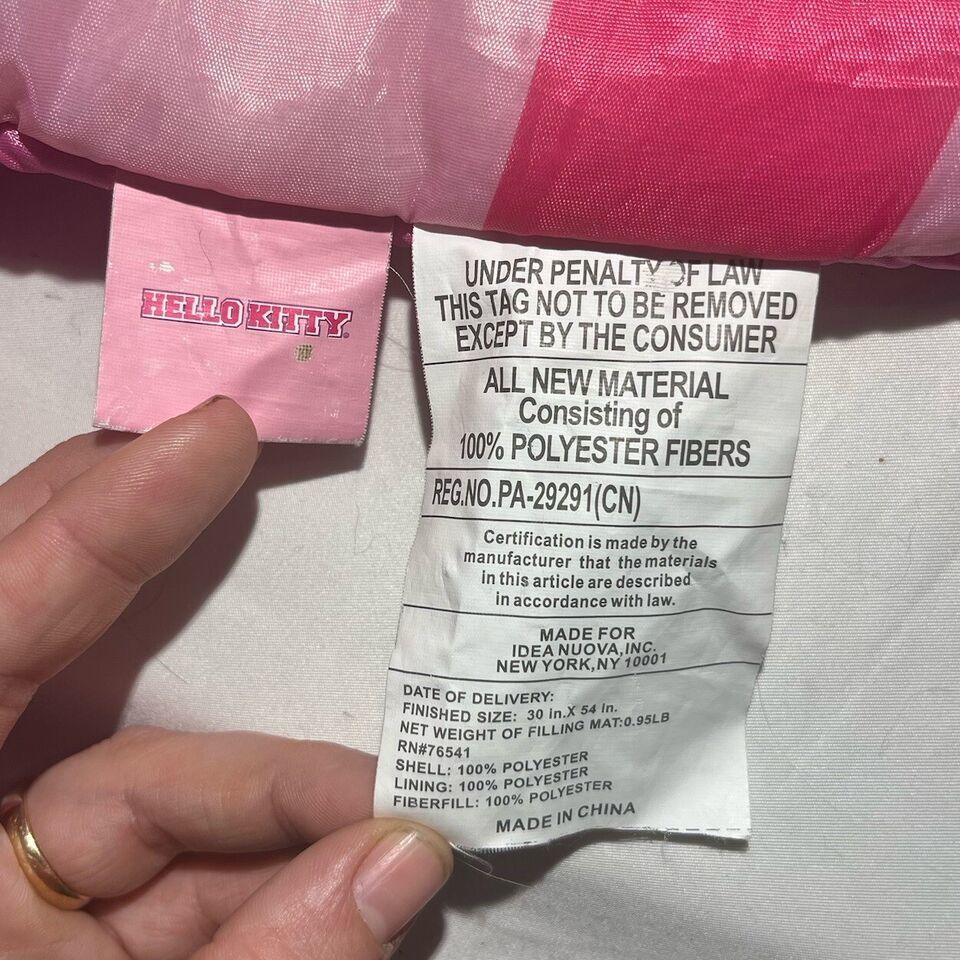 HELLO KITTY
UNDER PENALTY OF LAW
THIS TAG NOT TO BE REMOVED
EXCEPT BY THE CONSUMER
ALL NEW MATERIAL
Consisting of
100% POLYESTER FIBERS
REG.NO.PA-29291(CN)
Certification is made by the
manufacturer that the materials
in this article are described
in accordance with law.
MADE FOR
IDEA NUOVA,INC.
NEW YORK,NY 10001
DATE OF DELIVERY:
FINISHED SIZE: 30 in.X 54 in.
NET WEIGHT OF FILLING MAT:0.95LB
RN#76541
SHELL: 100% POLYESTER
LINING: 100% POLYESTER
FIBERFILL: 100% POLYESTER
MADE IN CHINA